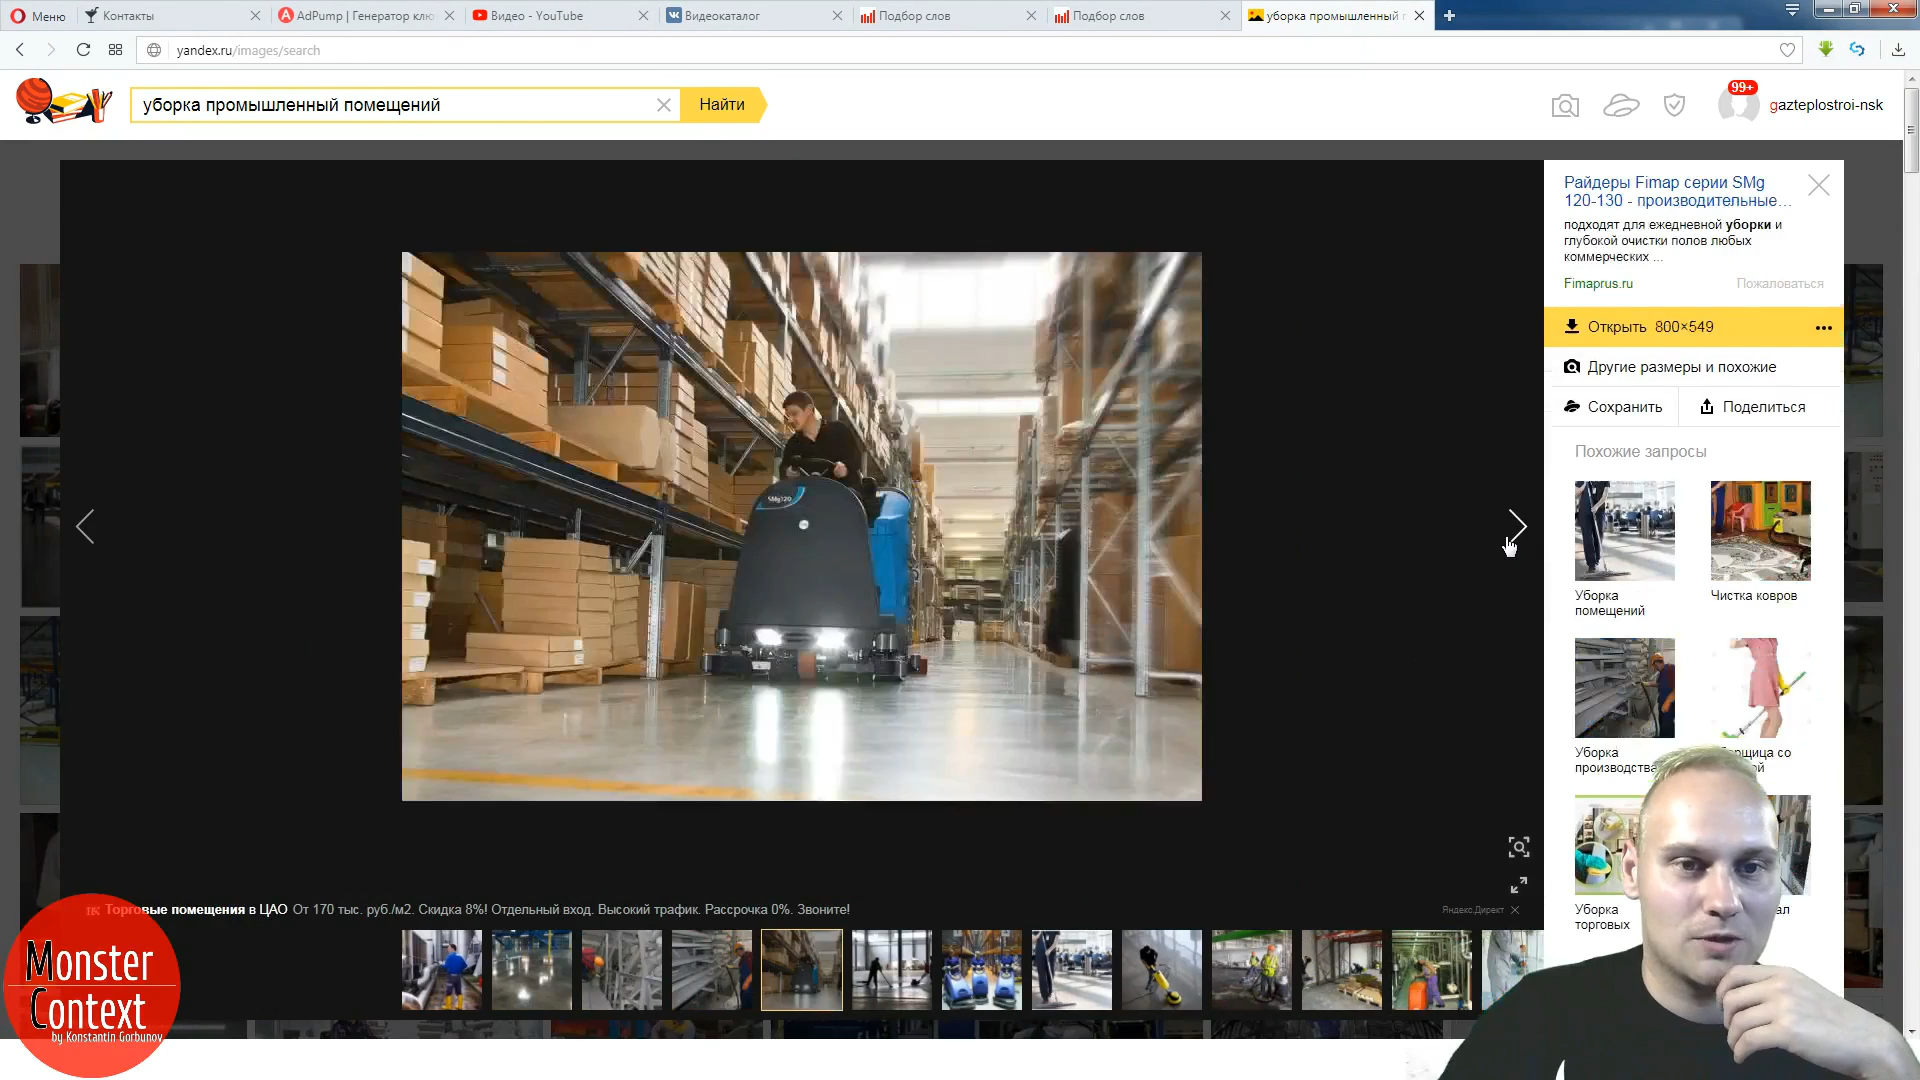 Меню
Контакты
AdPump | Генератор клю
Видео - YouTube
Видеокаталог
Подбор слов
Подбор слов
уборка промышленный
yandex.ru/images/search
уборка промышленный помещений
Найти
99+
gazteplostroi-nsk
Райдеры Fimap серии SMg
120-130 - производительные…
подходят для ежедневной уборки и
глубокой очистки полов любых
коммерческих ...
Fimaprus.ru
Пожаловаться
Открыть 800×549
Другие размеры и похожие
Сохранить
Поделиться
Похожие запросы
SMg120
Уборка
помещений
Чистка ковров
Уборка
производства
со
Уборка
торговых
Торговые помещения в ЦАО От 170 тыс. руб./м2. Скидка 8%! Отдельный вход. Высокий трафик. Рассрочка 0%. Звоните!
Яндекс.Директ
Monster
Context
by Konstantin Gorbunov